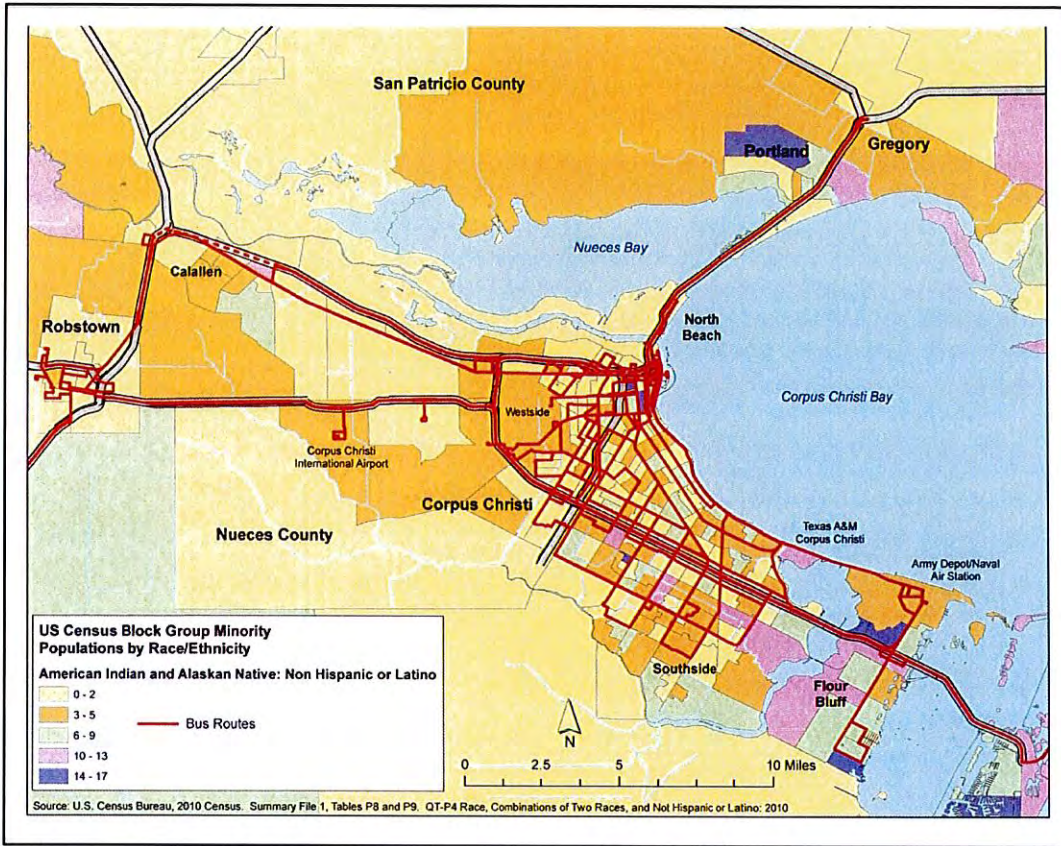 San Patricio County
Portland
Gregory
Nueces Bay
Calallen
Robstown
North
Beach
Corpus Christi Bay
Westside
Corpus Christi
International Airport
Corpus Christi
Nueces County
Texas A&M
Corpus Christi
Army Depot/Naval
Air Station
Southside
Flour
Bluff
US Census Block Group Minority
Populations by Race/Ethnicity
American Indian and Alaskan Native: Non Hispanic or Latino
0 - 2
3 - 5
6 - 9
10 - 13
14 - 17
Bus Routes
N
0 2.5 5 10 Miles
Source: U.S. Census Bureau, 2010 Census. Summary File 1, Tables P8 and P9. QT-P4 Race, Combinations of Two Races, and Not Hispanic or Latino: 2010